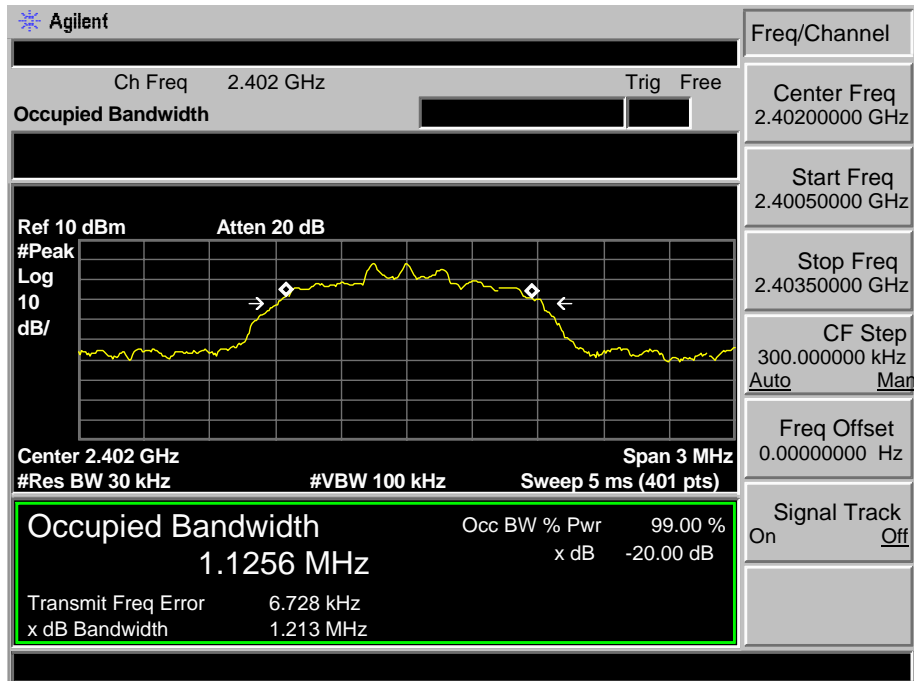 Agilent
Freq/Channel
Ch Freq 2.402 GHz Trig Free
Occupied Bandwidth
Center Freq
2.40200000 GHz
Start Freq
2.40050000 GHz
Stop Freq
2.40350000 GHz
CF Step
300.000000 kHz
Auto Man
Freq Offset
0.00000000 Hz
Signal Track
On Off
Ref 10 dBm Atten 20 dB
#Peak
Log
10
dB/
Center 2.402 GHz Span 3 MHz
#Res BW 30 kHz #VBW 100 kHz Sweep 5 ms (401 pts)
Occupied Bandwidth
1.1256 MHz
Occ BW % Pwr 99.00 %
x dB -20.00 dB
Transmit Freq Error 6.728 kHz
x dB Bandwidth 1.213 MHz